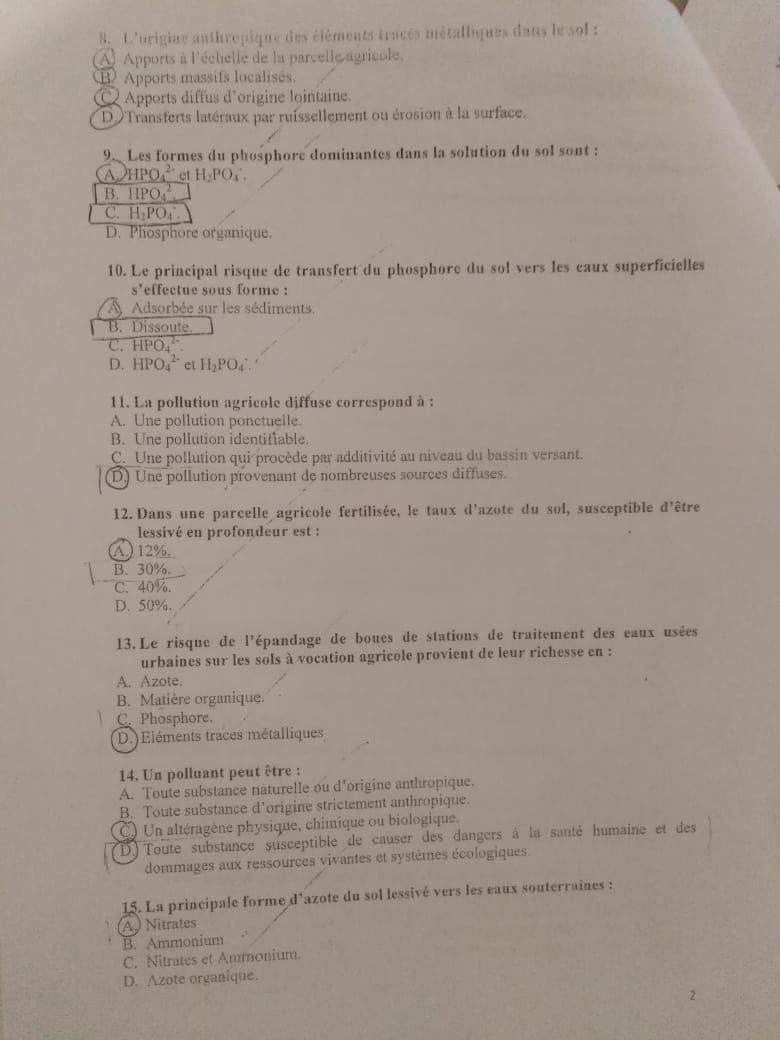 8. L'origine anthropique des éléments traces métalliques dans le sol :
A. Apports à l'échelle de la parcelle agricole.
B. Apports massifs localisés.
C. Apports diffus d'origine lointaine.
D. Transferts latéraux par ruissellement ou érosion à la surface.
9. Les formes du phosphore dominantes dans la solution du sol sont :
A. HPO₄²⁻ et H₂PO₄⁻.
B. HPO₄²⁻.
C. H₂PO₄⁻.
D. Phosphore organique.
10. Le principal risque de transfert du phosphore du sol vers les eaux superficielles
s'effectue sous forme :
A. Adsorbée sur les sédiments.
B. Dissoute.
C. HPO₄²⁻.
D. HPO₄²⁻ et H₂PO₄⁻.
11. La pollution agricole diffuse correspond à :
A. Une pollution ponctuelle.
B. Une pollution identifiable.
C. Une pollution qui procède par additivité au niveau du bassin versant.
D. Une pollution provenant de nombreuses sources diffuses.
12. Dans une parcelle agricole fertilisée, le taux d'azote du sol, susceptible d'être
lessivé en profondeur est :
A. 12%.
B. 30%.
C. 40%.
D. 50%.
13. Le risque de l'épandage de boues de stations de traitement des eaux usées
urbaines sur les sols à vocation agricole provient de leur richesse en :
A. Azote.
B. Matière organique.
C. Phosphore.
D. Eléments traces métalliques
14. Un polluant peut être :
A. Toute substance naturelle ou d'origine anthropique.
B. Toute substance d'origine strictement anthropique.
C. Un altéragène physique, chimique ou biologique.
D. Toute substance susceptible de causer des dangers à la santé humaine et des
dommages aux ressources vivantes et systèmes écologiques.
15. La principale forme d'azote du sol lessivé vers les eaux souterraines :
A. Nitrates
B. Ammonium
C. Nitrates et Ammonium.
D. Azote organique.
2